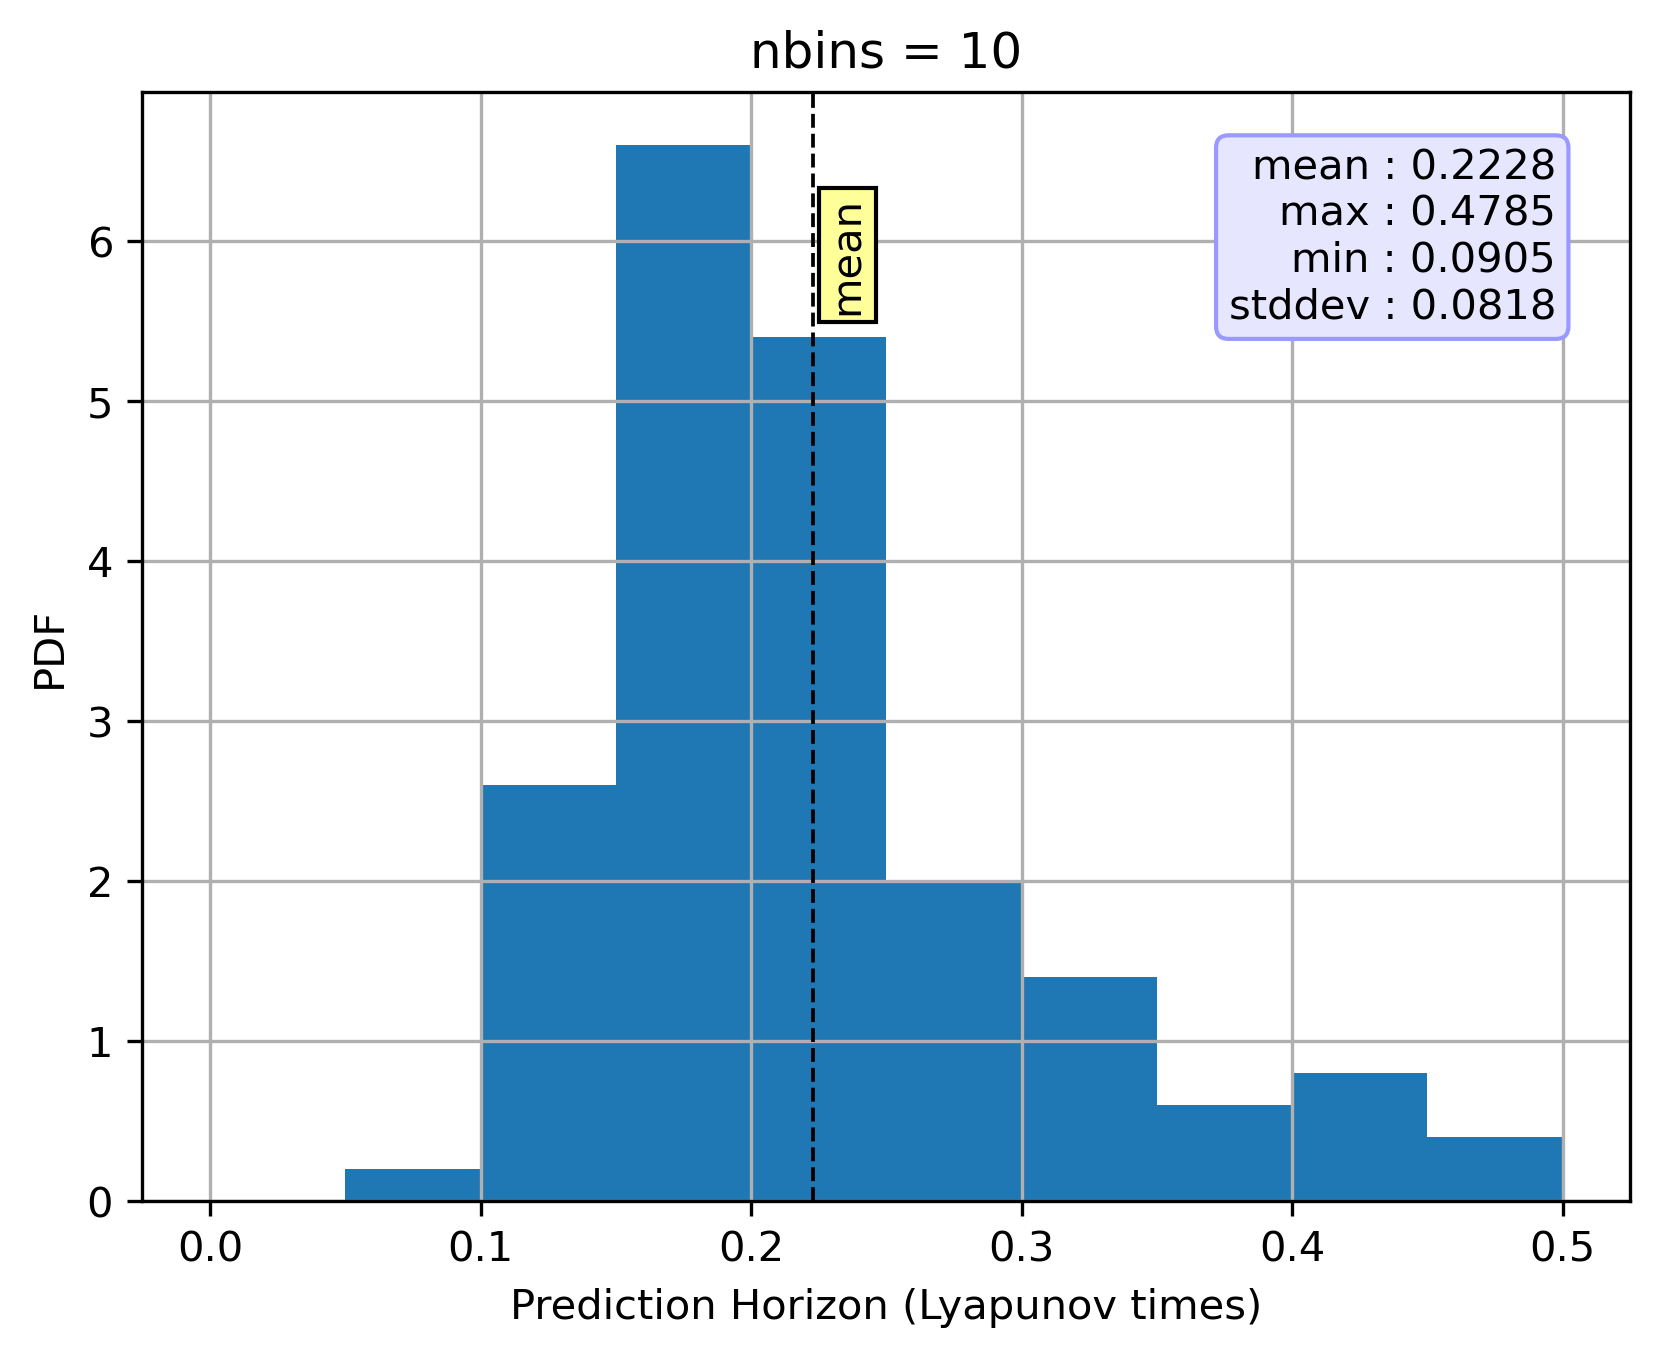 nbins = 10
mean : 0.2228
max : 0.4785
min : 0.0905
stddev : 0.0818
mean
6
5
4
3
2
1
0
PDF
0.0 0.1 0.2 0.3 0.4 0.5
Prediction Horizon (Lyapunov times)